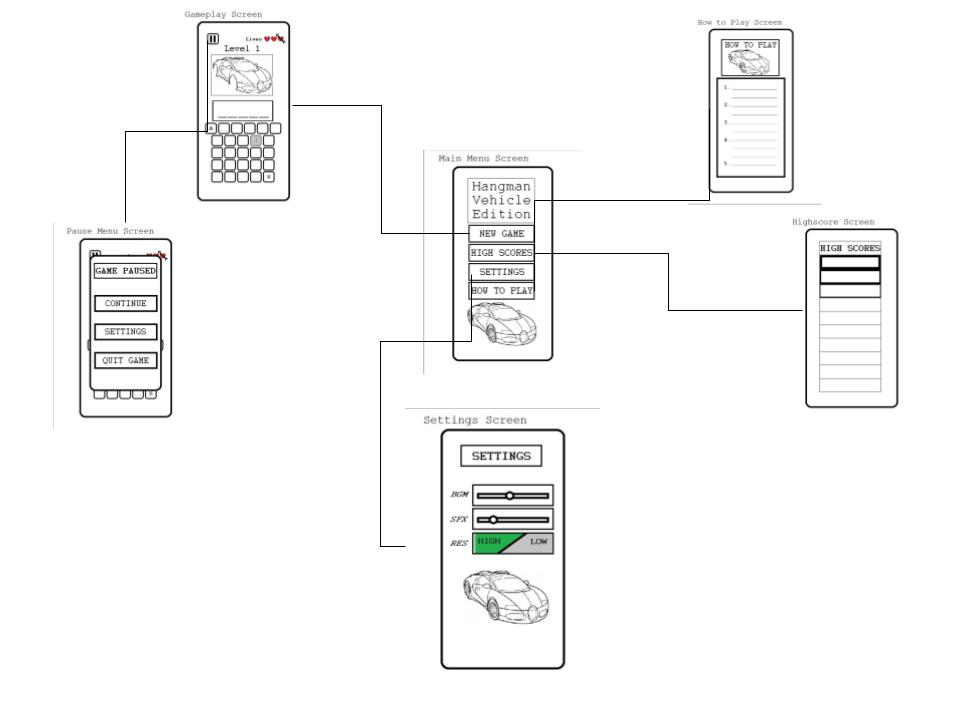 Gameplay Screen
Lives
Level 1
A
How to Play Screen
HOW TO PLAY
1.
2.
3.
4.
5.
Main Menu Screen
Hangman
Vehicle
Edition
NEW GAME
HIGH SCORES
SETTINGS
HOW TO PLAY
Pause Menu Screen
GAME PAUSED
CONTINUE
SETTINGS
QUIT GAME
Highscore Screen
HIGH SCORES
Settings Screen
SETTINGS
BGM
SFX
RES
HIGH
LOW